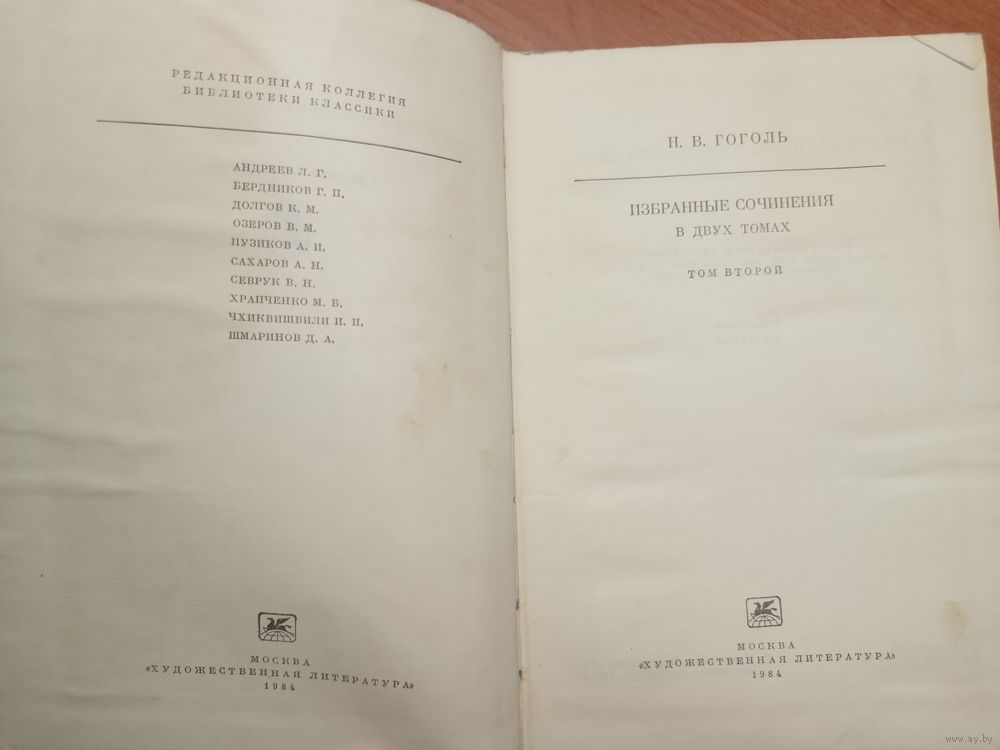 РЕДАКЦИОННАЯ КОЛЛЕГИЯ
БИБЛИОТЕКИ КЛАССИКИ
АНДРЕЕВ Л. Г.
БЕРДНИКОВ Г. П.
ДОЛГОВ К. М.
ОЗЕРОВ В. М.
ПУЗИКОВ А. И.
САХАРОВ А. Н.
СЕВРУК В. Н.
ХРАПЧЕНКО М. Б.
ЧХИКВИШВИЛИ И. И.
ШМАРИНОВ Д. А.
МОСКВА
«ХУДОЖЕСТВЕННАЯ ЛИТЕРАТУРА»
1984
Н. В. ГОГОЛЬ
ИЗБРАННЫЕ СОЧИНЕНИЯ
В ДВУХ ТОМАХ
ТОМ ВТОРОЙ
МОСКВА
«ХУДОЖЕСТВЕННАЯ ЛИТЕРАТУРА»
1984
www.ay.by